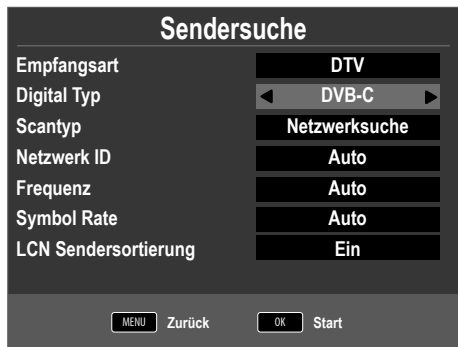 Sendersuche
Empfangsart DTV
Digital Typ DVB-C
Scantyp Netzwerksuche
Netzwerk ID Auto
Frequenz Auto
Symbol Rate Auto
LCN Sendersortierung Ein
MENU Zurück OK Start